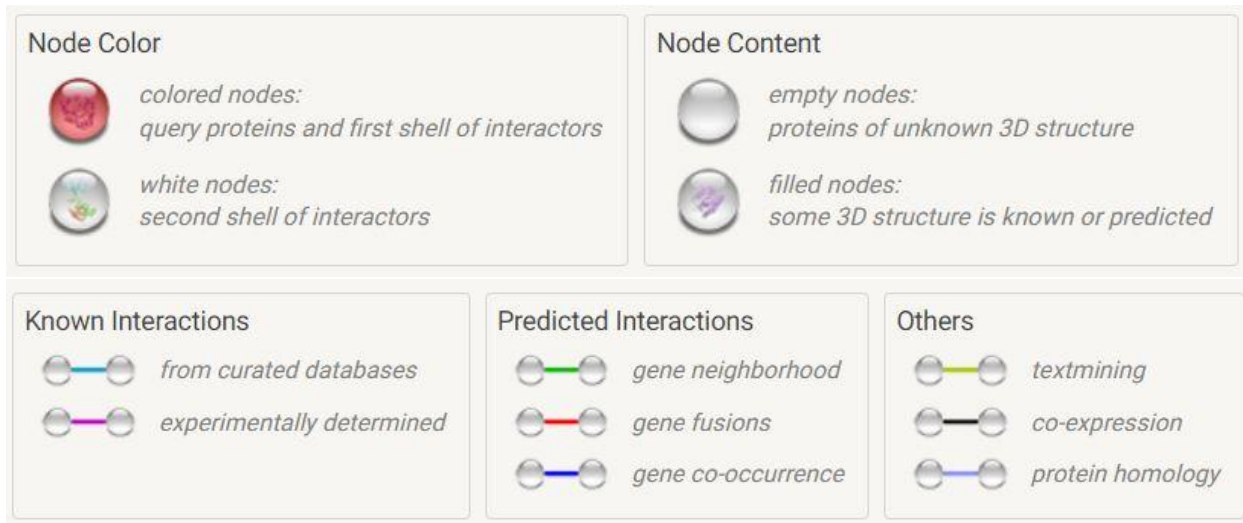 Node Color
colored nodes:
query proteins and first shell of interactors
white nodes:
second shell of interactors
Node Content
empty nodes:
proteins of unknown 3D structure
filled nodes:
some 3D structure is known or predicted
Known Interactions
from curated databases
experimentally determined
Predicted Interactions
gene neighborhood
gene fusions
gene co-occurrence
Others
textmining
co-expression
protein homology